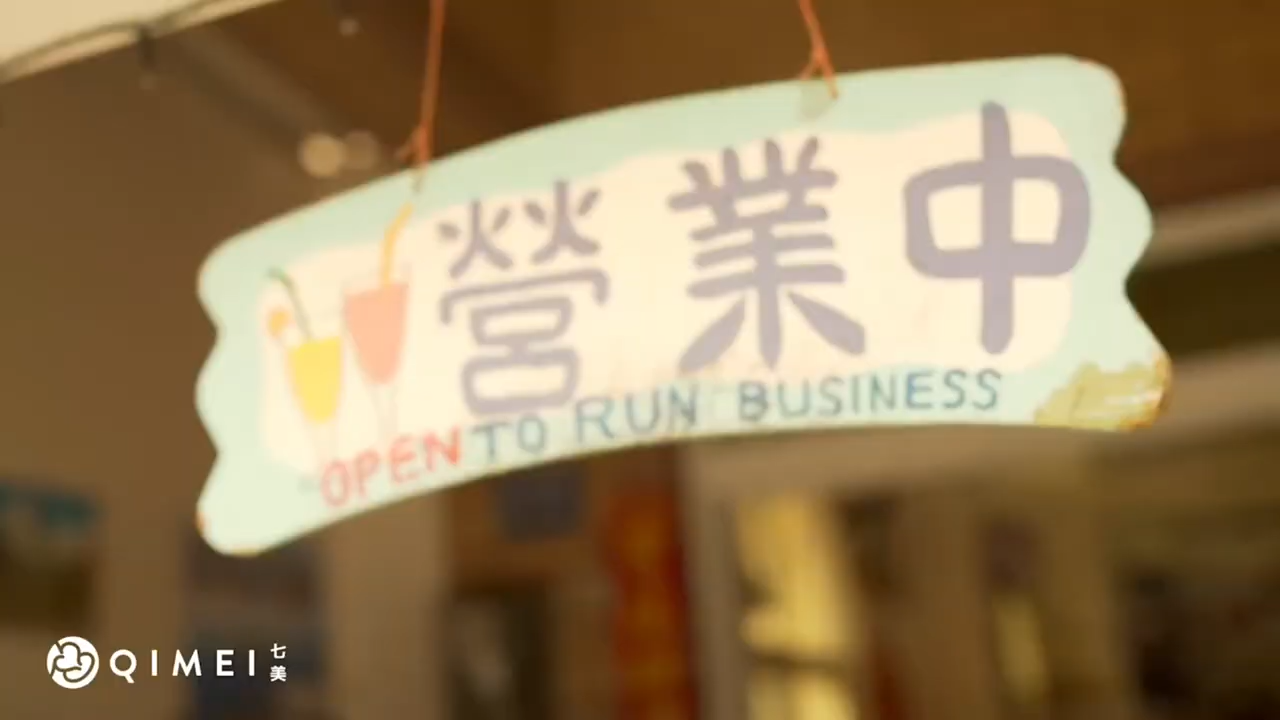 營業中
OPEN TO RUN BUSINESS
QIMEI 七美